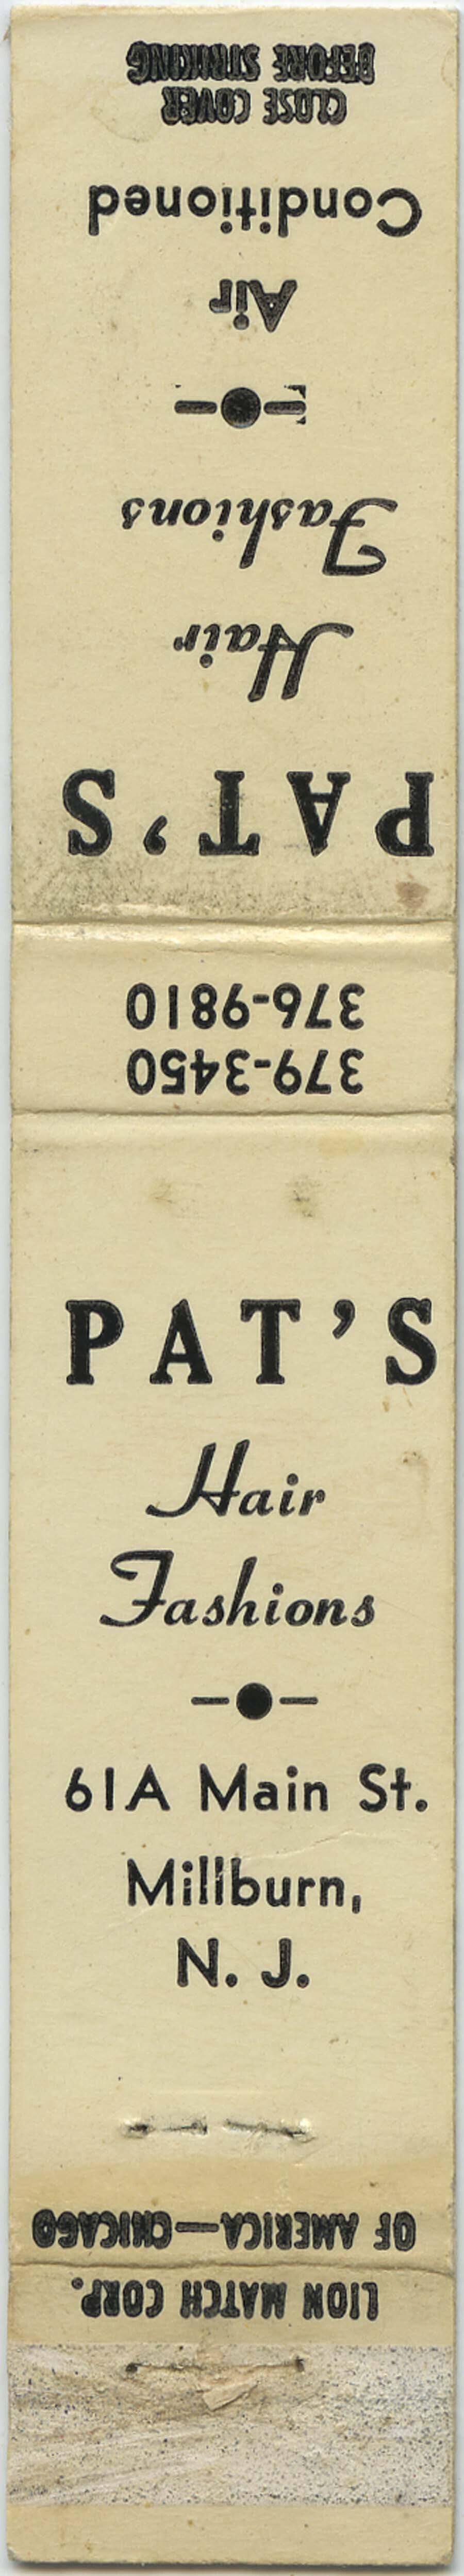 PAT'S
Hair
Fashions
Air
Conditioned
CLOSE COVER
BEFORE STRIKING
379-3450
376-9810
PAT'S
Hair
Fashions
61A Main St.
Millburn,
N. J.
LION MATCH CORP.
OF AMERICA—CHICAGO